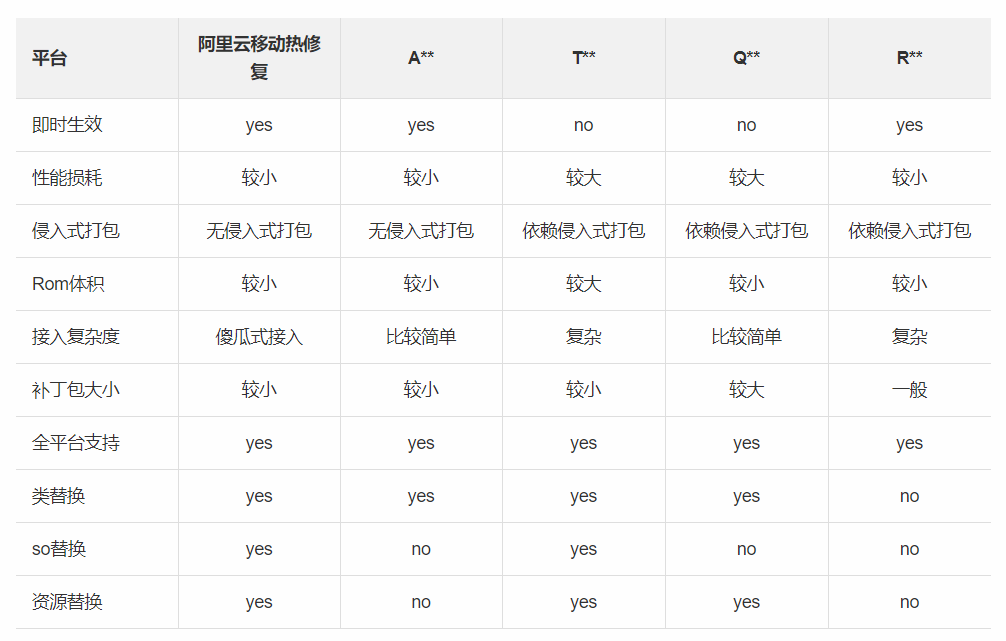 平台 阿里云移动热修复 A** T** Q** R**
即时生效 yes yes no no yes
性能损耗 较小 较小 较大 较大 较小
侵入式打包 无侵入式打包 无侵入式打包 依赖侵入式打包 依赖侵入式打包 依赖侵入式打包
Rom体积 较小 较小 较大 较小 较小
接入复杂度 傻瓜式接入 比较简单 复杂 比较简单 复杂
补丁包大小 较小 较小 较小 较大 一般
全平台支持 yes yes yes yes yes
类替换 yes yes yes yes no
so替换 yes no yes no no
资源替换 yes no yes yes no